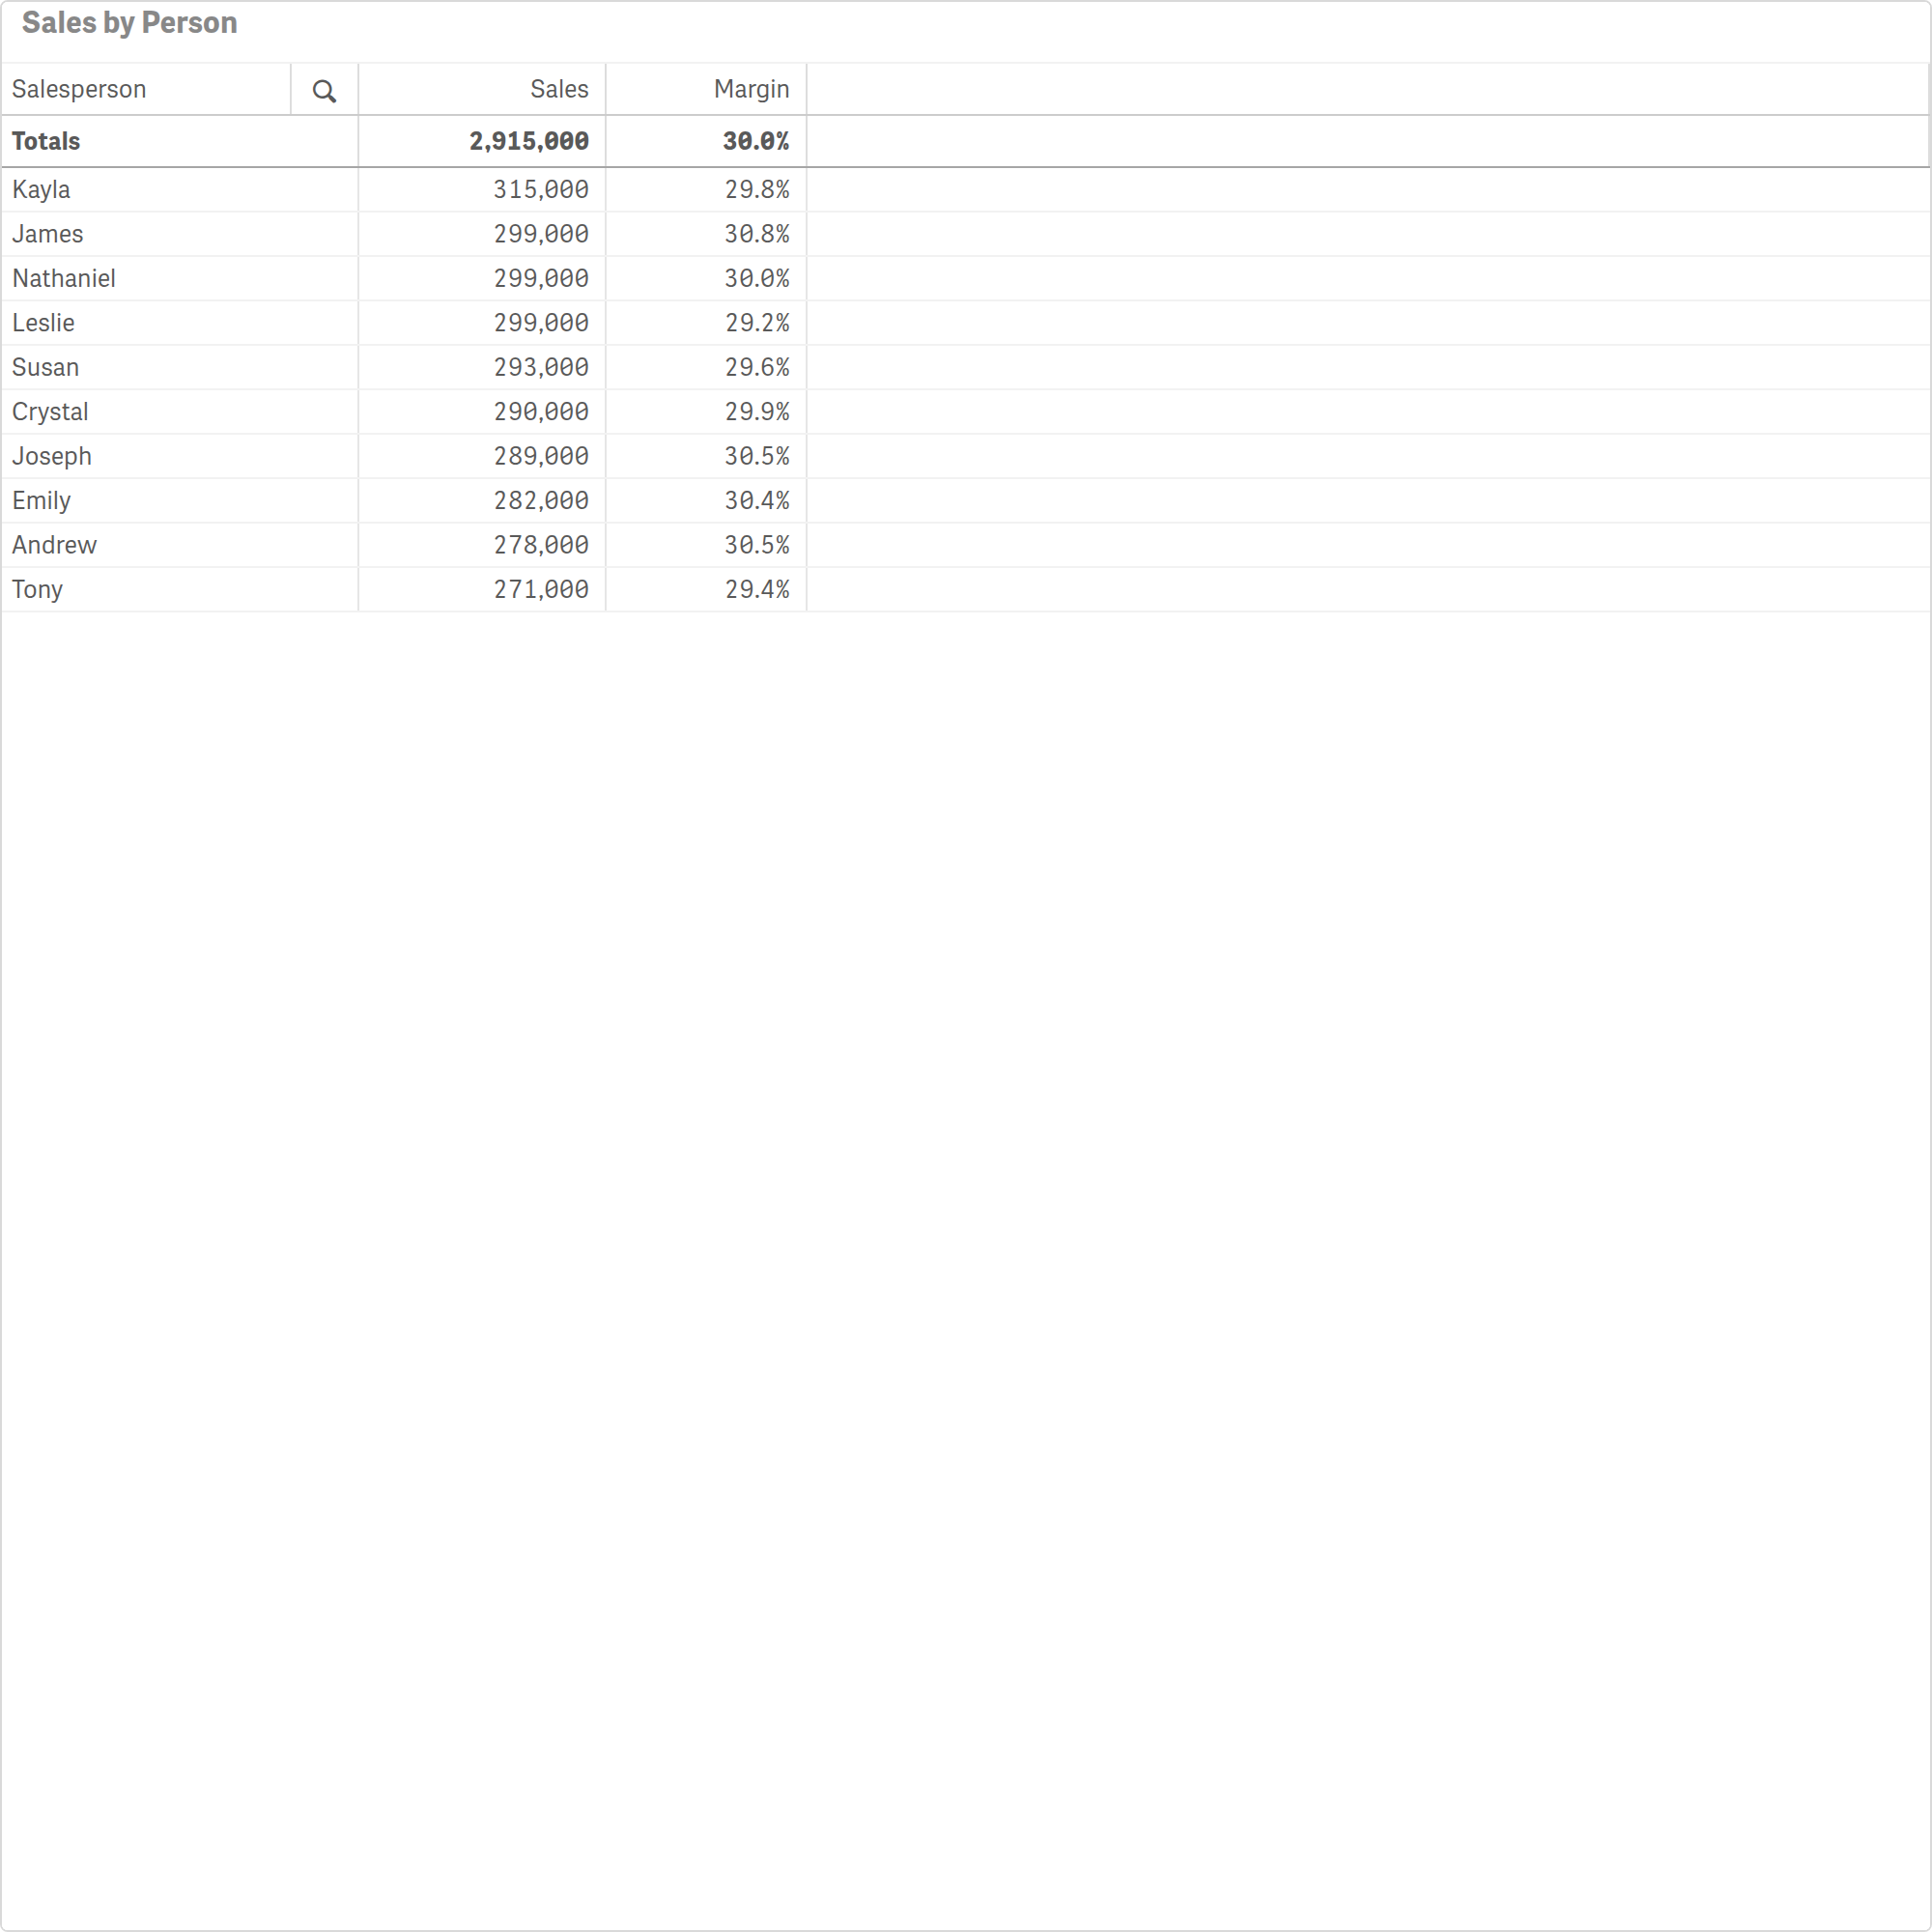 Sales by Person
Salesperson Sales Margin
Totals 2,915,000 30.0%
Kayla 315,000 29.8%
James 299,000 30.8%
Nathaniel 299,000 30.0%
Leslie 299,000 29.2%
Susan 293,000 29.6%
Crystal 290,000 29.9%
Joseph 289,000 30.5%
Emily 282,000 30.4%
Andrew 278,000 30.5%
Tony 271,000 29.4%